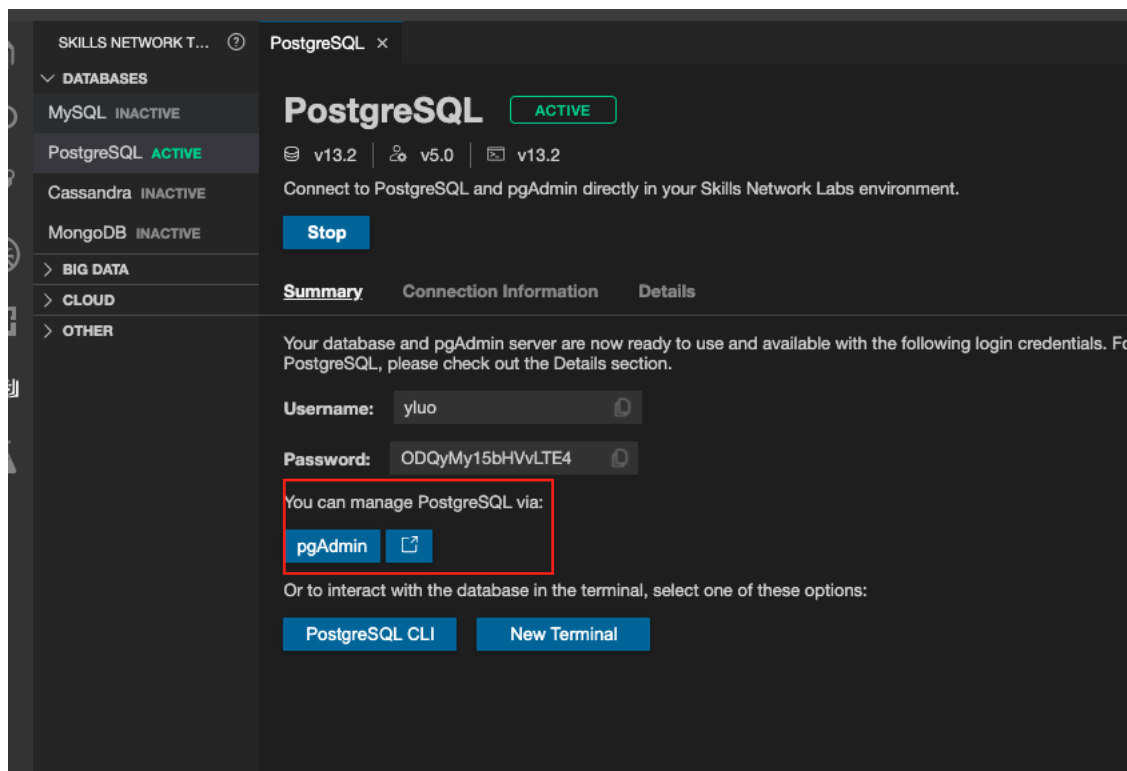 SKILLS NETWORK T...
DATABASES
MySQL INACTIVE
PostgreSQL ACTIVE
Cassandra INACTIVE
MongoDB INACTIVE
BIG DATA
CLOUD
OTHER
PostgreSQL ×
PostgreSQL ACTIVE
v13.2 v5.0 v13.2
Connect to PostgreSQL and pgAdmin directly in your Skills Network Labs environment.
Stop
Summary Connection Information Details
Your database and pgAdmin server are now ready to use and available with the following login credentials. Fo
PostgreSQL, please check out the Details section.
Username: yluo
Password: ODQyMy15bHVvLTE4
You can manage PostgreSQL via:
pgAdmin
Or to interact with the database in the terminal, select one of these options:
PostgreSQL CLI New Terminal